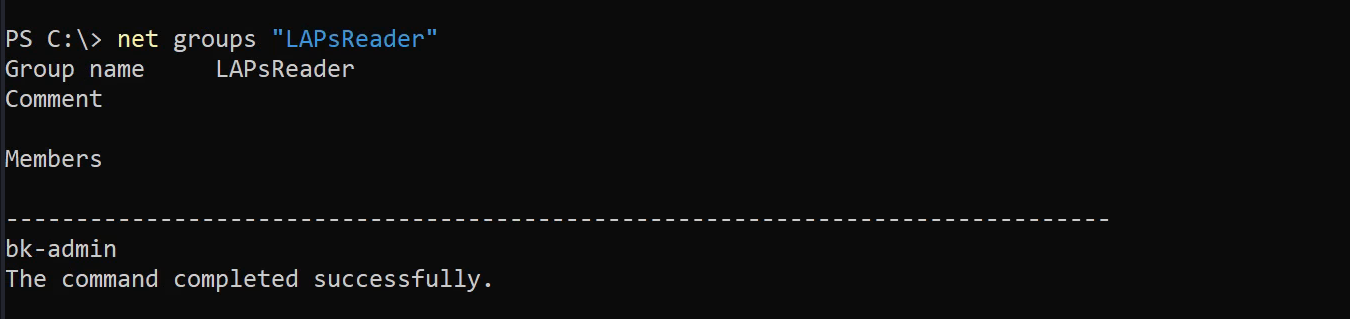 PS C:\> net groups "LAPsReader"
Group name     LAPsReader
Comment
Members
-------------------------------------------------------------------------------
bk-admin
The command completed successfully.